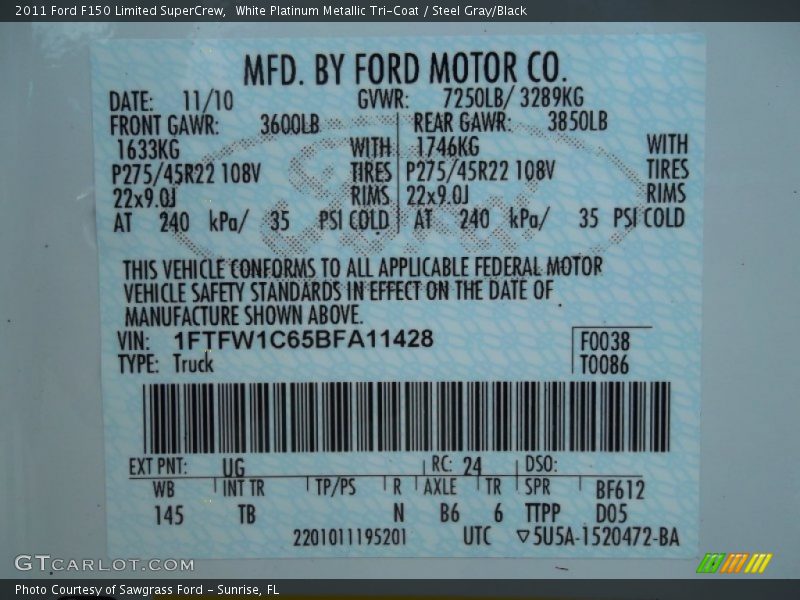 2011 Ford F150 Limited SuperCrew,  White Platinum Metallic Tri-Coat / Steel Gray/Black
MFD. BY FORD MOTOR CO.
DATE: 11/10 GVWR: 7250LB/ 3289KG
FRONT GAWR: 3600LB REAR GAWR: 3850LB
1633KG WITH 1746KG WITH
P275/45R22 108V TIRES P275/45R22 108V TIRES
22x9.0J RIMS 22x9.0J RIMS
AT 240 kPa/ 35 PSI COLD AT 240 kPa/ 35 PSI COLD
THIS VEHICLE CONFORMS TO ALL APPLICABLE FEDERAL MOTOR
VEHICLE SAFETY STANDARDS IN EFFECT ON THE DATE OF
MANUFACTURE SHOWN ABOVE.
VIN: 1FTFW1C65BFA11428 F0038
TYPE: Truck T0086
EXT PNT: UG RC: 24 DSO:
WB INT TR TP/PS R AXLE TR SPR BF612
145 TB N B6 6 TTPP D05
2201011195201 UTC ▽5U5A-1520472-BA
GTCARLOT.COM
Photo Courtesy of Sawgrass Ford - Sunrise, FL